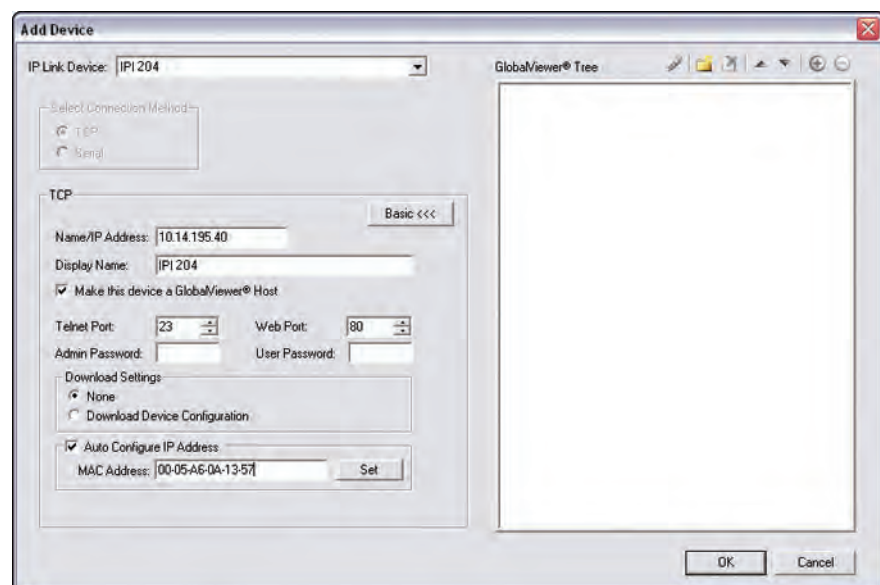 Add Device
IP Link Device: IPI 204
GlobalViewer® Tree
Select Connection Method
TCP
Serial
TCP
Basic <<<
Name/IP Address: 10.14.195.40
Display Name: IPI 204
Make this device a GlobalViewer® Host
Telnet Port: 23 Web Port: 80
Admin Password: User Password:
Download Settings
None
Download Device Configuration
Auto Configure IP Address
MAC Address: 00-05-A6-0A-13-57 Set
OK Cancel